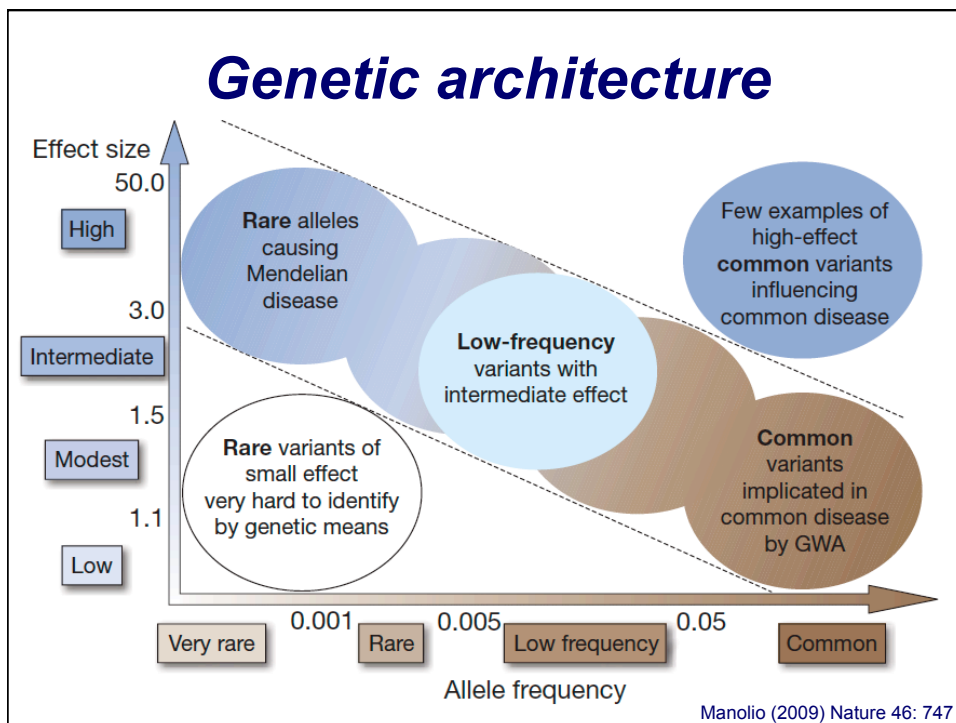 Genetic architecture
Effect size
50.0
High
3.0
Intermediate
1.5
Modest
1.1
Low
Rare alleles
causing
Mendelian
disease
Low-frequency
variants with
intermediate effect
Few examples of
high-effect
common variants
influencing
common disease
Rare variants of
small effect
very hard to identify
by genetic means
Common
variants
implicated in
common disease
by GWA
0.001
0.005
0.05
Very rare
Rare
Low frequency
Common
Allele frequency
Manolio (2009) Nature 46: 747